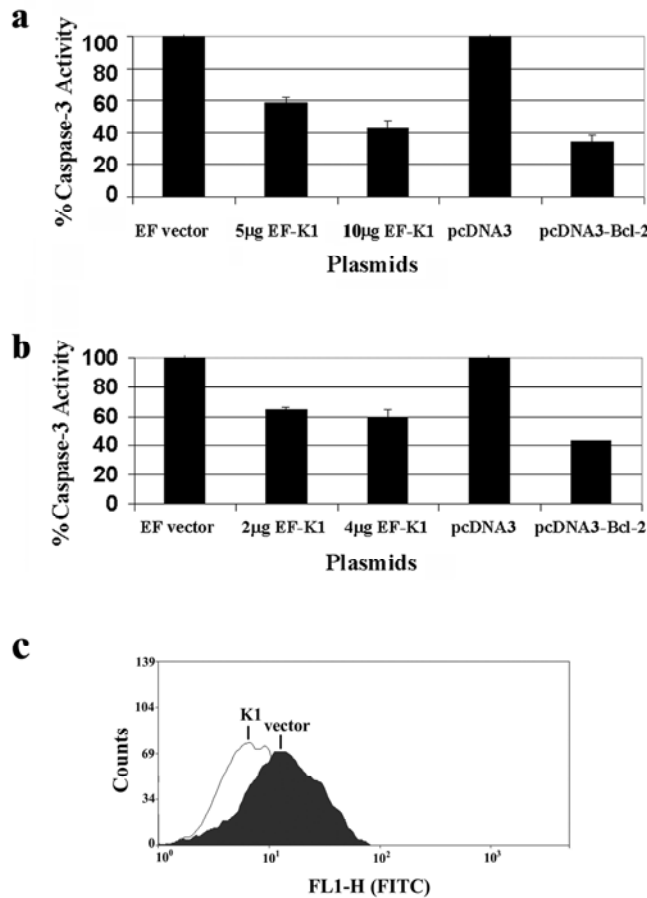 a
% Caspase-3 Activity
100
80
60
40
20
0
EF vector 5µg EF-K1 10µg EF-K1 pcDNA3 pcDNA3-Bcl-2
Plasmids
b
% Caspase-3 Activity
100
80
60
40
20
0
EF vector 2µg EF-K1 4µg EF-K1 pcDNA3 pcDNA3-Bcl-2
Plasmids
c
Counts
139
104
69
34
0
K1 vector
10⁰ 10¹ 10² 10³
FL1-H (FITC)